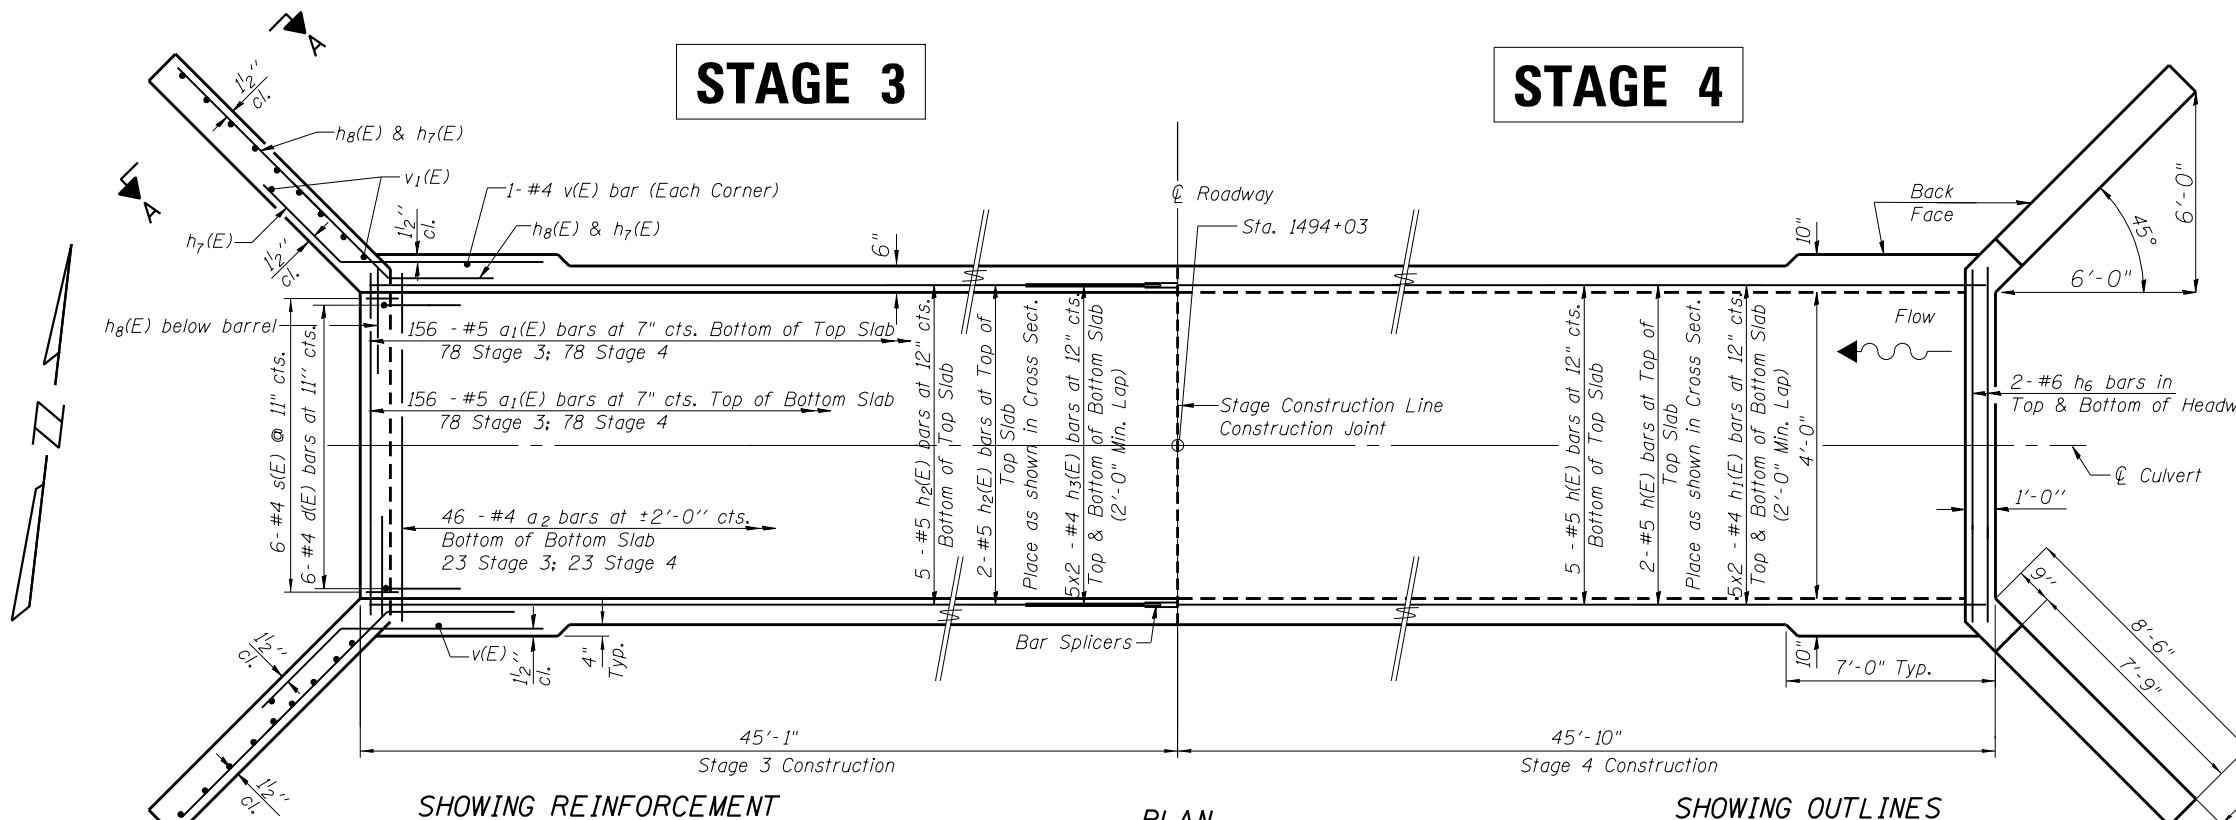 STAGE 3
STAGE 4
A
A
1½" cl.
h8(E) & h7(E)
v1(E)
1-#4 v(E) bar (Each Corner)
h8(E) & h7(E)
1½" cl.
h7(E)
1½" cl.
6"
℄ Roadway
Sta. 1494+03
10"
Back Face
45°
6'-0"
6'-0"
h8(E) below barrel
156 - #5 a1(E) bars at 7" cts. Bottom of Top Slab
78 Stage 3; 78 Stage 4
156 - #5 a1(E) bars at 7" cts. Top of Bottom Slab
78 Stage 3; 78 Stage 4
6- #4 s(E) @ 11" cts.
6- #4 d(E) bars at 11" cts.
46 - #4 a2 bars at ±2'-0" cts.
Bottom of Bottom Slab
23 Stage 3; 23 Stage 4
5 - #5 h2(E) bars at 12" cts.
Bottom of Top Slab
2- #5 h2(E) bars at Top of
Top Slab
Place as shown in Cross Sect.
5x2 - #4 h3(E) bars at 12" cts.
Top & Bottom of Bottom Slab
(2'-0" Min. Lap)
Stage Construction Line
Construction Joint
5 - #5 h(E) bars at 12" cts.
Bottom of Top Slab
2- #5 h(E) bars at Top of
Top Slab
Place as shown in Cross Sect.
5x2 - #4 h1(E) bars at 12" cts.
Top & Bottom of Bottom Slab
(2'-0" Min. Lap)
4'-0"
Flow
2- #6 h6 bars in
Top & Bottom of Headw
℄ Culvert
1'-0"
N
Bar Splicers
v(E)
1½" cl.
1½" cl.
4" Typ.
1½" cl.
10"
7'-0" Typ.
9"
8'-6"
7'-9"
45'-1"
Stage 3 Construction
45'-10"
Stage 4 Construction
SHOWING REINFORCEMENT
PLAN
SHOWING OUTLINES